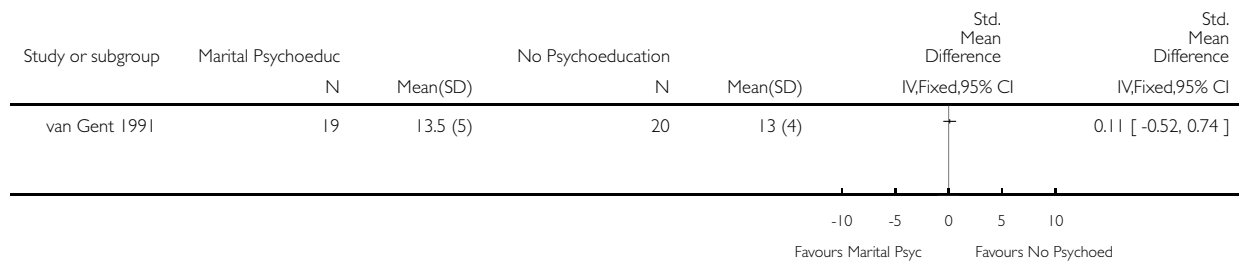 Std. Std.
Mean Mean
Study or subgroup Marital Psychoeduc No Psychoeducation Difference Difference
N Mean(SD) N Mean(SD) IV,Fixed,95% CI IV,Fixed,95% CI
van Gent 1991 19 13.5 (5) 20 13 (4) 0.11 [ -0.52, 0.74 ]
-10 -5 0 5 10
Favours Marital Psyc Favours No Psychoed